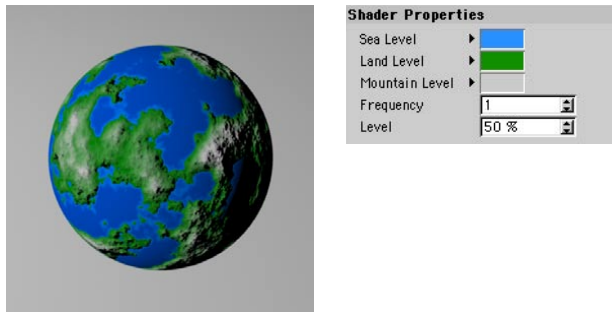 Shader Properties
Sea Level
Land Level
Mountain Level
Frequency 1
Level 50 %